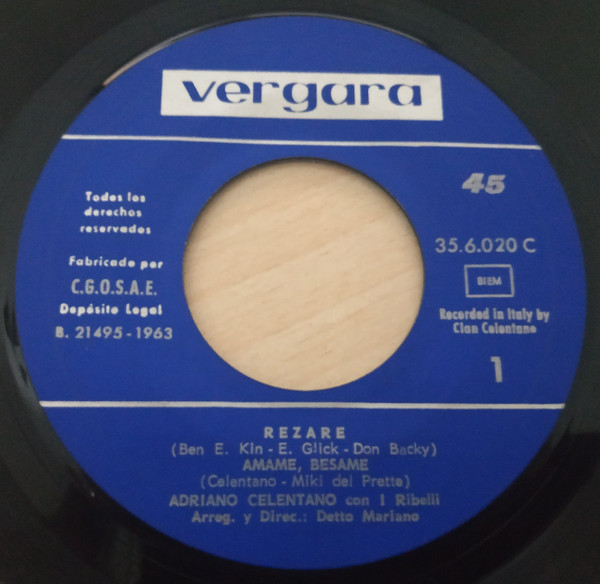 vergara
45
Todos los
derechos
reservados
35.6.020 C
Fabricado por
C.G.O.S.A.E.
BIEM
Depósito Legal
B. 21495-1963
Recorded in Italy by
Clan Celentano
1
REZARE
(Ben E. Kin - E. Glick - Don Backy)
AMAME, BESAME
(Celentano - Miki del Prette)
ADRIANO CELENTANO con I Ribelli
Arreg. y Direc.: Detto Mariano